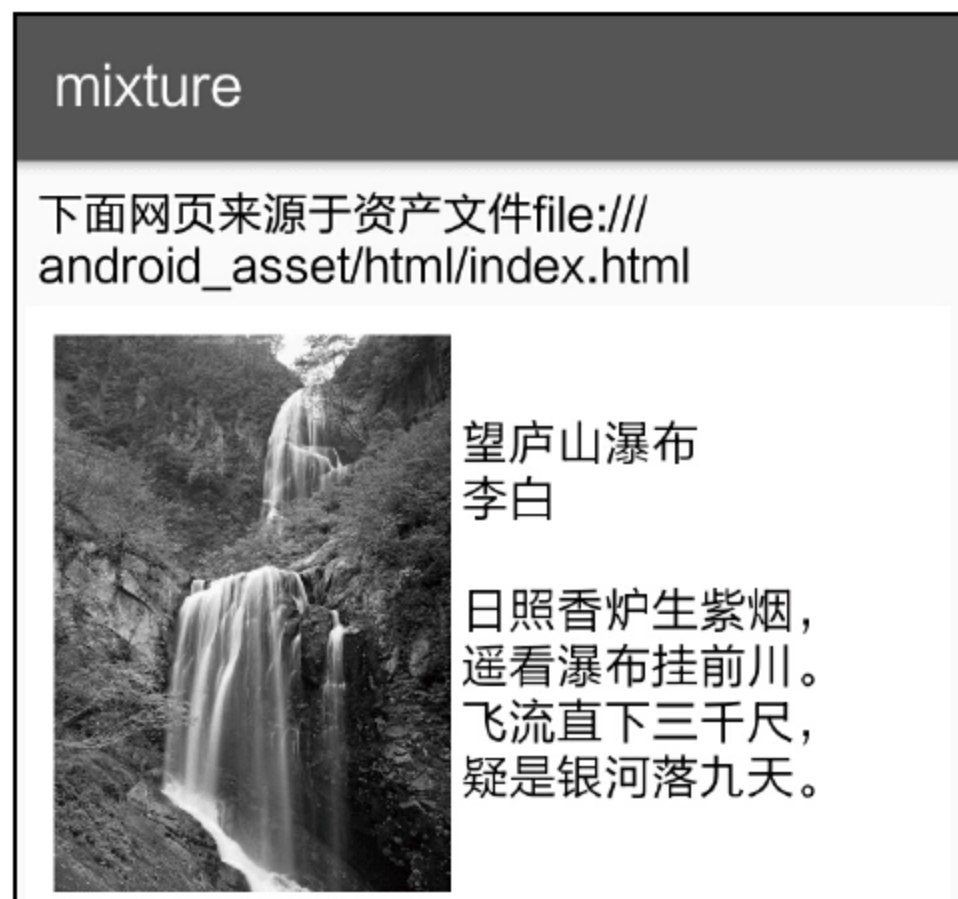 mixture
下面网页来源于资产文件file:///
android_asset/html/index.html
望庐山瀑布
李白
日照香炉生紫烟，
遥看瀑布挂前川。
飞流直下三千尺，
疑是银河落九天。